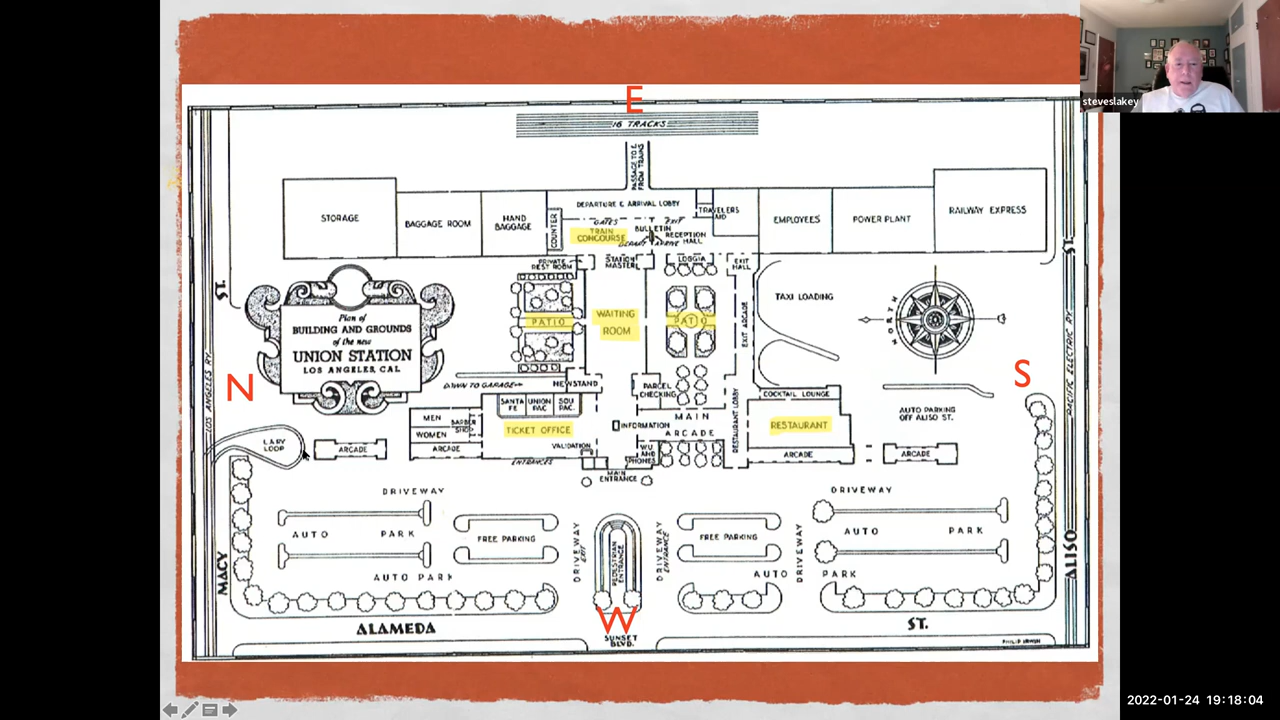 steveslakey
E
16 TRACKS
PASSAGE TO &
FROM TRAINS
STORAGE
BAGGAGE ROOM
HAND
BAGGAGE
COUNTER
DEPARTURE & ARRIVAL LOBBY
GATES
EXIT
TRAIN
CONCOURSE
BULLETIN
DEPART
ARRIVE
RECEPTION
HALL
TRAVELERS
AID
EMPLOYEES
POWER PLANT
RAILWAY EXPRESS
PRIVATE
REST ROOM
STATION
MASTER
LOGGIA
EXIT
HALL
ST.
ST.
Plan of
BUILDING AND GROUNDS
of the new
UNION STATION
LOS ANGELES, CAL.
PATIO
WAITING
ROOM
PATIO
EXIT ARCADE
TAXI LOADING
NORTH
N
S
LOS ANGELES RY.
PACIFIC ELECTRIC RY.
DOWN TO GARAGE
NEWSTAND
PARCEL
CHECKING
COCKTAIL LOUNGE
SANTA
FE
UNION
PAC.
SOU
PAC.
MEN
WOMEN
BARBER
SHOP
ARCADE
TICKET OFFICE
VALIDATION
ENTRANCES
INFORMATION
MAIN
ARCADE
RESTAURANT LOBBY
RESTAURANT
AUTO PARKING
OFF ALISO ST.
LARY
LOOP
ARCADE
W.U.
AND
PHONES
MAIN
ENTRANCE
ARCADE
ARCADE
DRIVEWAY
DRIVEWAY
AUTO PARK
FREE PARKING
DRIVEWAY
EXIT
PEDESTRIAN
ENTRANCE
DRIVEWAY
ENTRANCE
FREE PARKING
DRIVEWAY
AUTO PARK
AUTO PARK
AUTO PARK
MACY
ALISO
W
ALAMEDA
SUNSET
BLVD.
ST.
2022-01-24 19:18:04